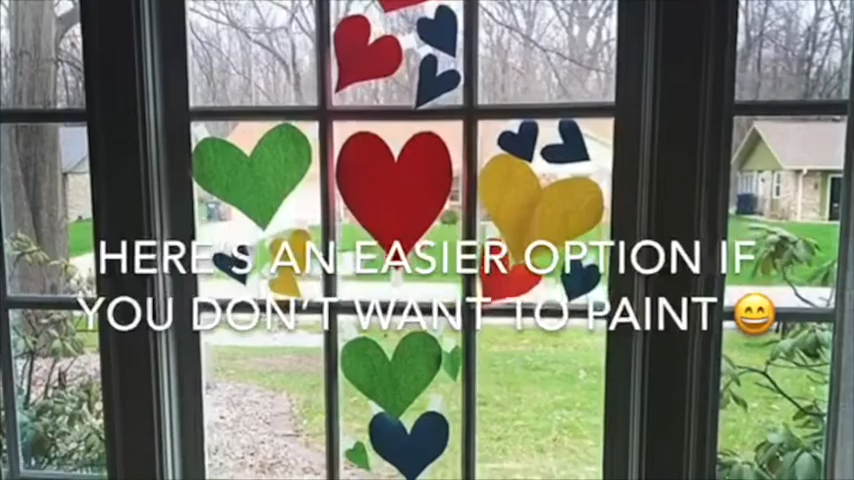 HERE'S AN EASIER OPTION IF
YOU DON'T WANT TO PAINT 😄